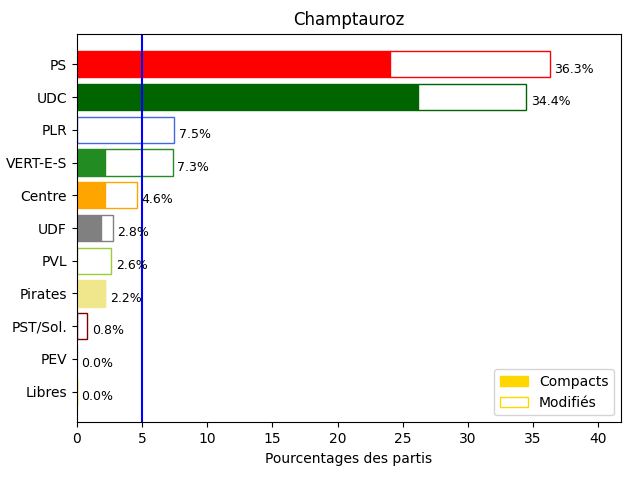 Champtauroz
PS 36.3%
UDC 34.4%
PLR 7.5%
VERT-E-S 7.3%
Centre 4.6%
UDF 2.8%
PVL 2.6%
Pirates 2.2%
PST/Sol. 0.8%
PEV 0.0%
Libres 0.0%
Compacts
Modifiés
0 5 10 15 20 25 30 35 40
Pourcentages des partis